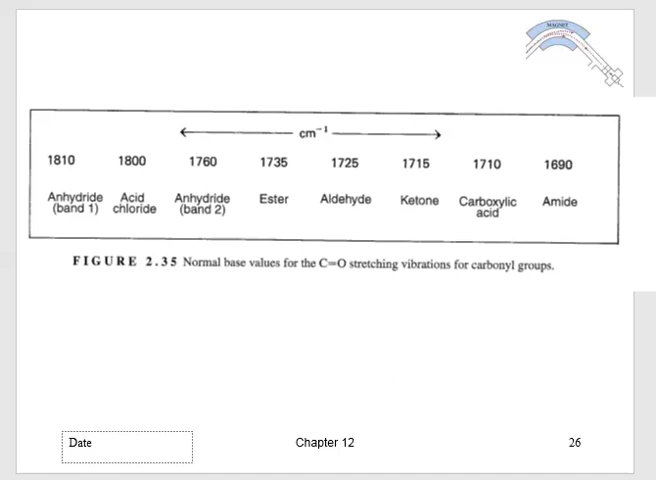 MAGNET
cm⁻¹
1810 1800 1760 1735 1725 1715 1710 1690
Anhydride Acid Anhydride Ester Aldehyde Ketone Carboxylic Amide
(band 1) chloride (band 2) acid
FIGURE 2.35 Normal base values for the C=O stretching vibrations for carbonyl groups.
Date Chapter 12 26